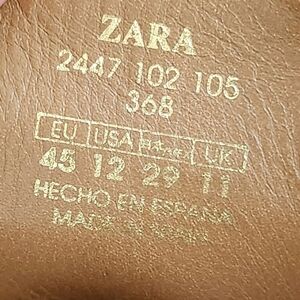 ZARA
2447 102 105
368
EU USA UK
45 12 29 11
HECHO EN ESPAÑA
MADE IN SPAIN